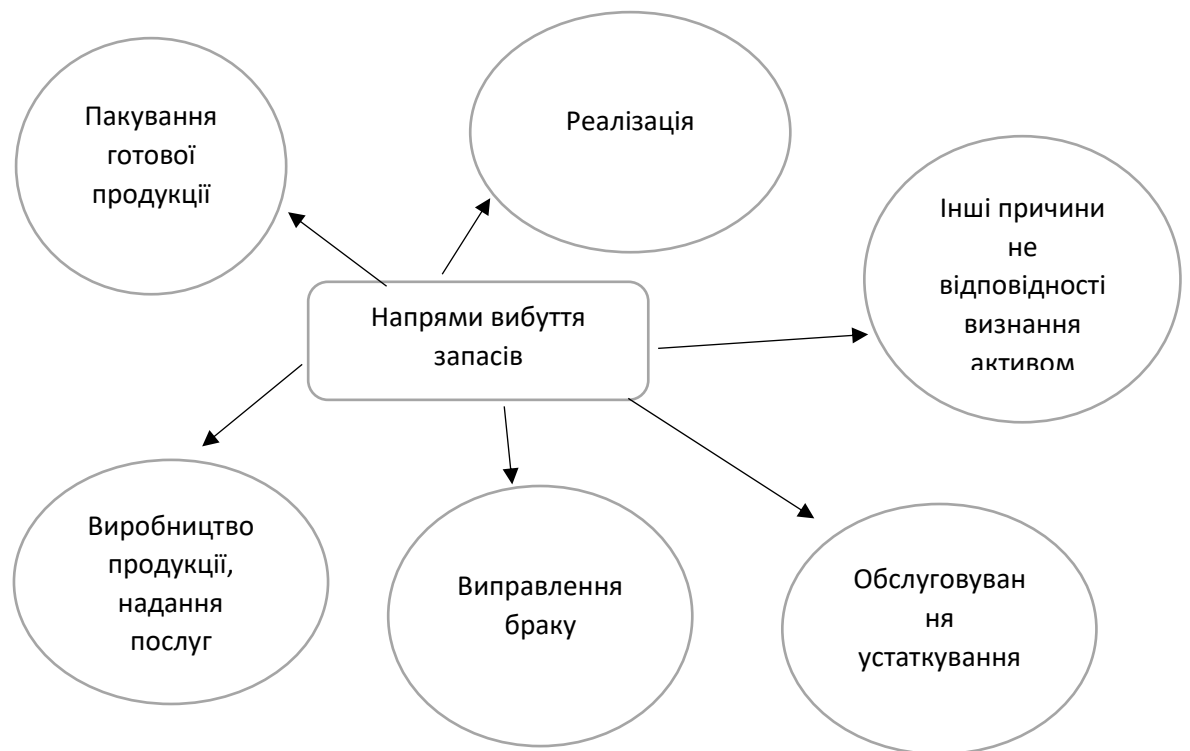 Пакування
готової
продукції
Реалізація
Інші причини
не
відповідності
визнання
активом
Напрями вибуття
запасів
Виробництво
продукції,
надання
послуг
Виправлення
браку
Обслуговуван
ня
устаткування